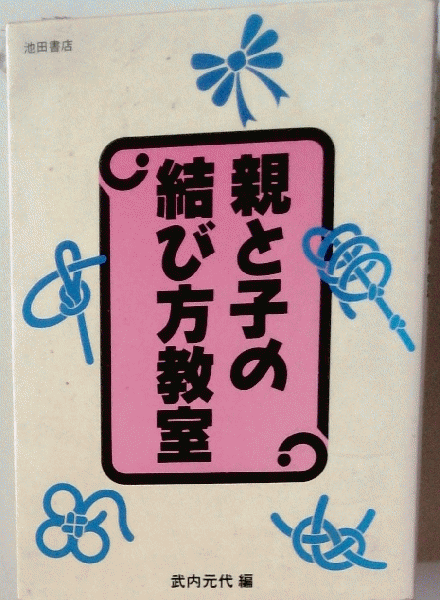 池田書店
親と子の
結び方教室
武内元代 編